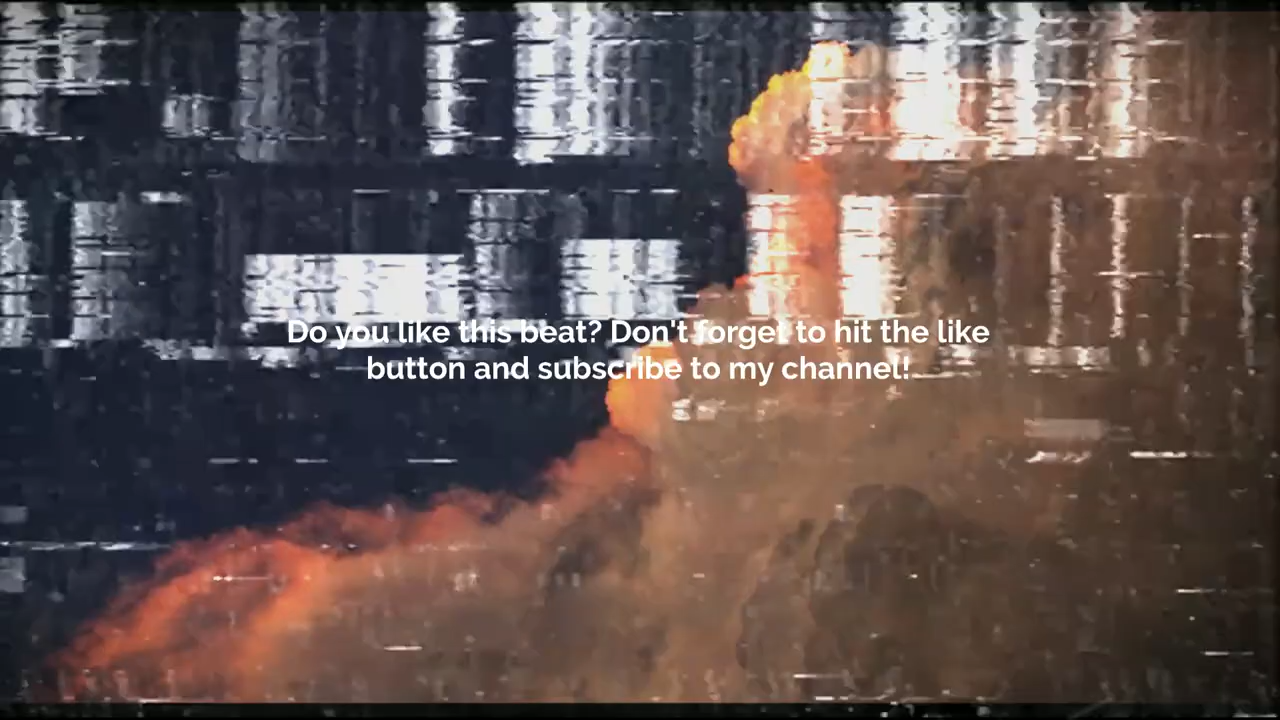 Do you like this beat? Don't forget to hit the like
button and subscribe to my channel!